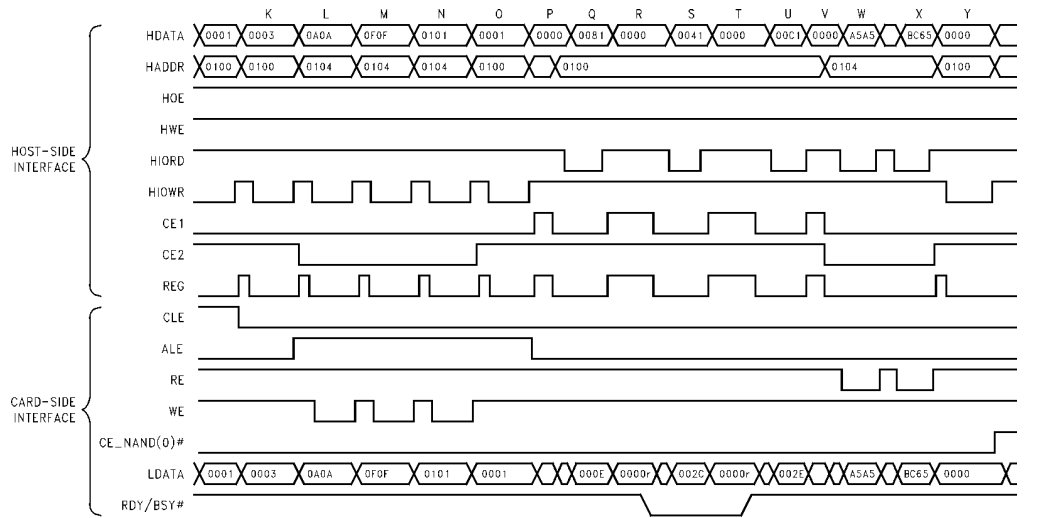 K L M N O P Q R S T U V W X Y
HDATA 0001 0003 0A0A 0F0F 0101 0001 0000 0081 0000 0041 0000 00C1 0000 A5A5 BC65 0000
HADDR 0100 0100 0104 0104 0104 0100 0100 0104 0100
HOE
HWE
HOST-SIDE
INTERFACE
HIORD
HIOWR
CE1
CE2
REG
CLE
ALE
RE
CARD-SIDE
INTERFACE
WE
CE_NAND(0)#
LDATA 0001 0003 0A0A 0F0F 0101 0001 000E 0000r 002C 0000r 002E A5A5 BC65 0000
RDY/BSY#